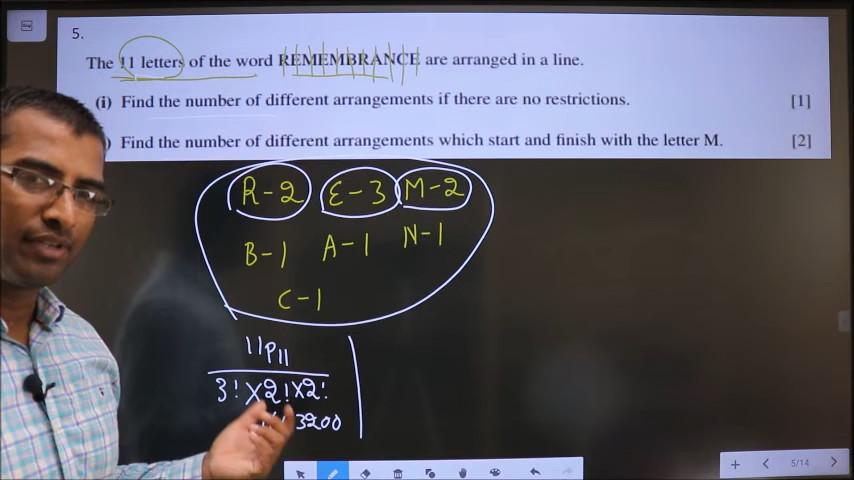 5.
The 11 letters of the word REMEMBRANCE are arranged in a line.
(i) Find the number of different arrangements if there are no restrictions. [1]
) Find the number of different arrangements which start and finish with the letter M. [2]
R-2 E-3 M-2
B-1 A-1 N-1
C-1
11P11
3! X2! X2!
3200
5/14